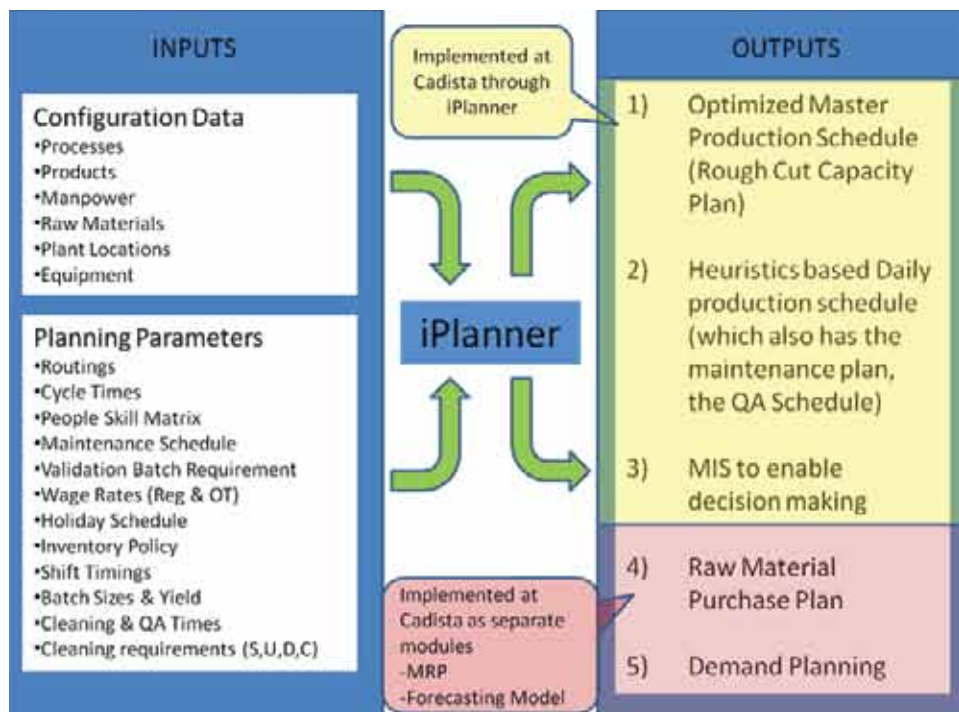 INPUTS
Configuration Data
•Processes
•Products
•Manpower
•Raw Materials
•Plant Locations
•Equipment
Planning Parameters
•Routings
•Cycle Times
•People Skill Matrix
•Maintenance Schedule
•Validation Batch Requirement
•Wage Rates (Reg & OT)
•Holiday Schedule
•Inventory Policy
•Shift Timings
•Batch Sizes & Yield
•Cleaning & QA Times
•Cleaning requirements (S,U,D,C)
Implemented at
Cadista through
iPlanner
iPlanner
Implemented at
Cadista as separate
modules
-MRP
-Forecasting Model
OUTPUTS
1) Optimized Master
Production Schedule
(Rough Cut Capacity
Plan)
2) Heuristics based Daily
production schedule
(which also has the
maintenance plan,
the QA Schedule)
3) MIS to enable
decision making
4) Raw Material
Purchase Plan
5) Demand Planning